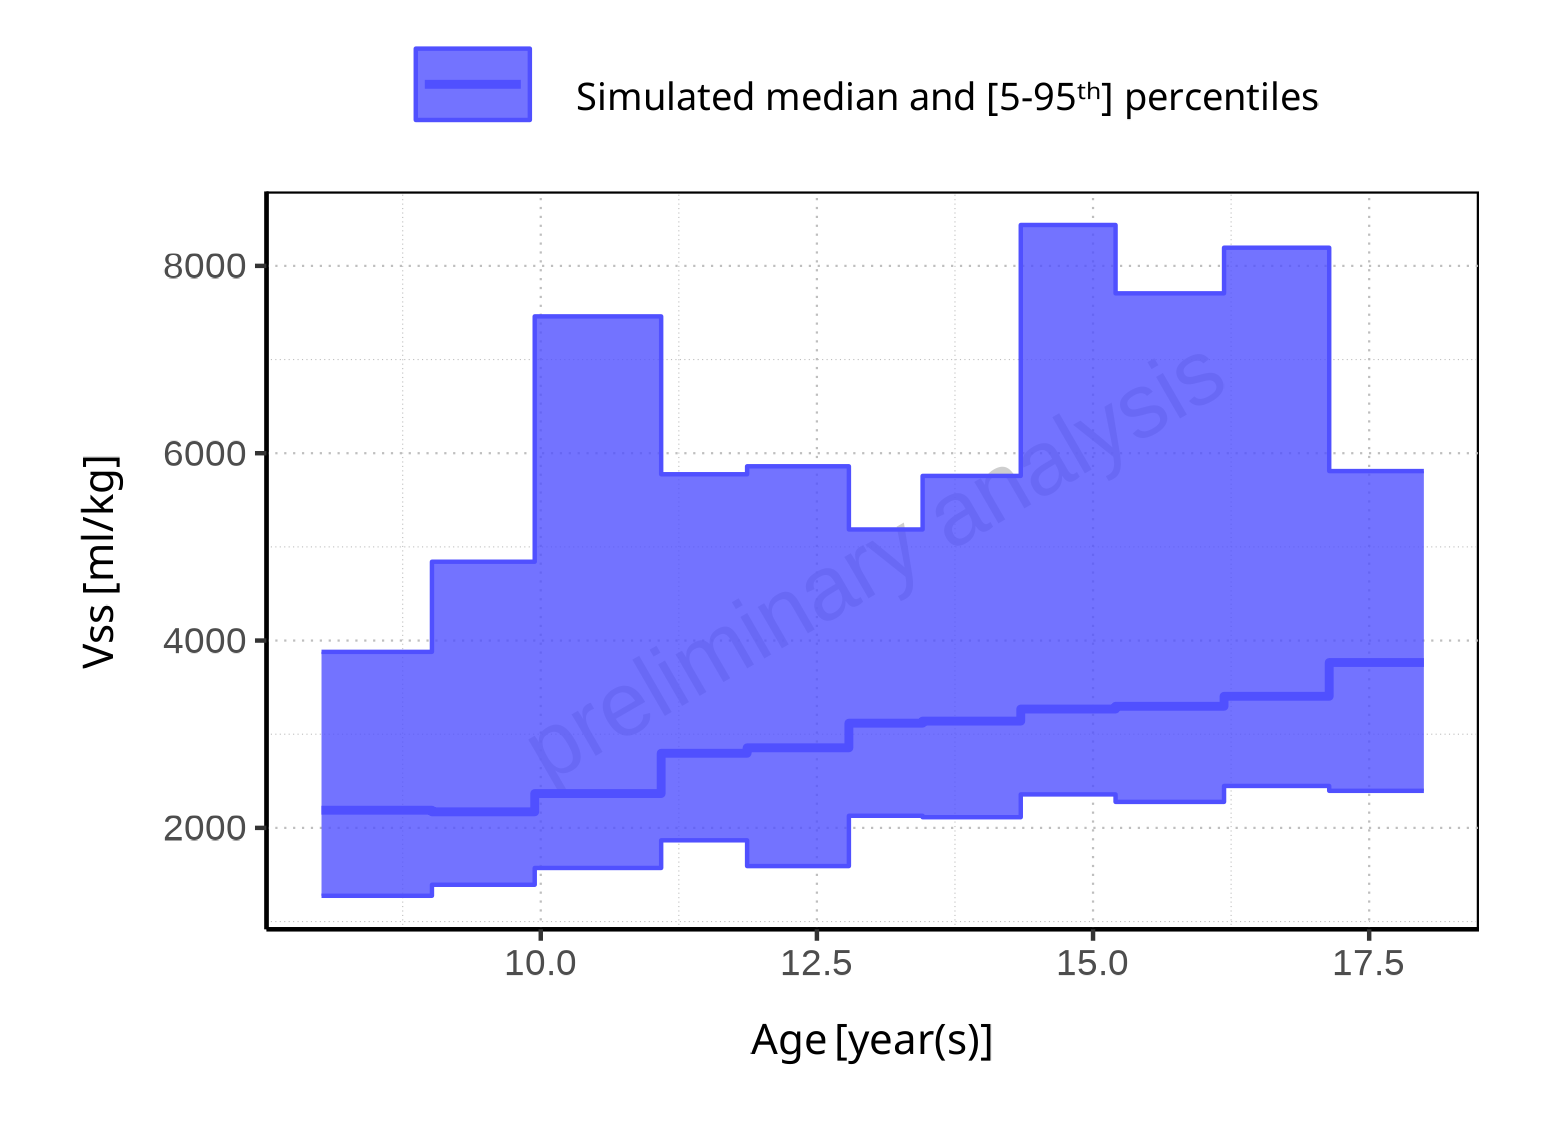 Simulated median and [5-95ᵗʰ] percentiles
8000
6000
4000
2000
Vss [ml/kg]
preliminary analysis
10.0 12.5 15.0 17.5
Age [year(s)]